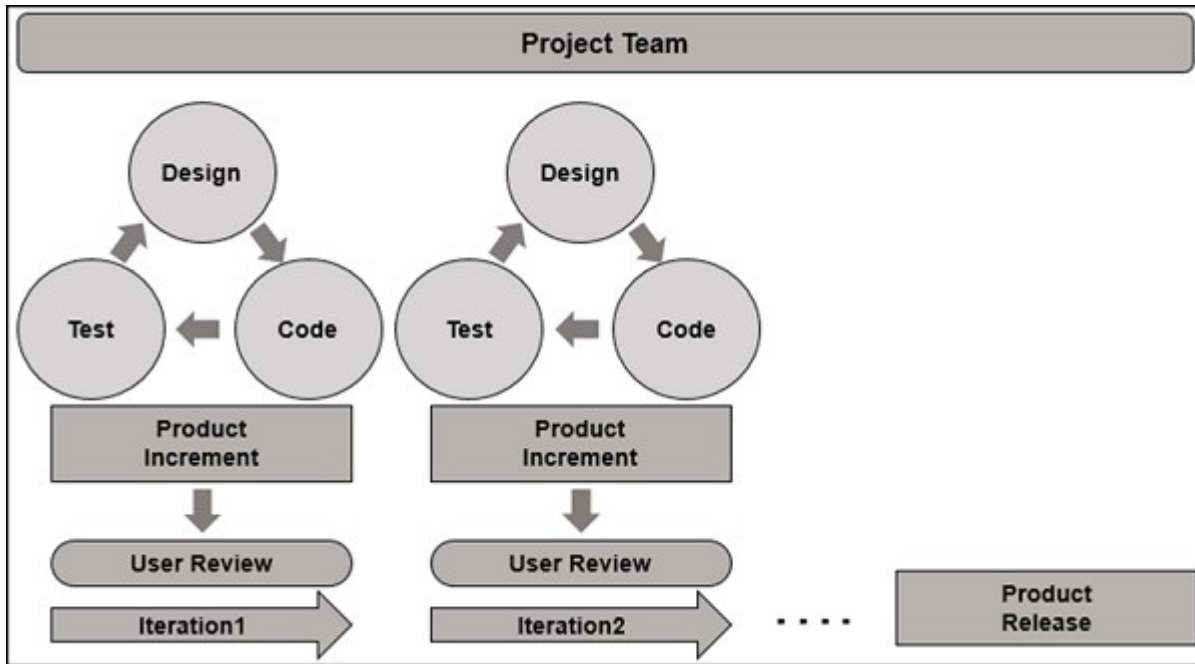 Project Team
Design
Design
Test
Code
Test
Code
Product
Increment
Product
Increment
User Review
User Review
Iteration1
Iteration2
. . . .
Product
Release